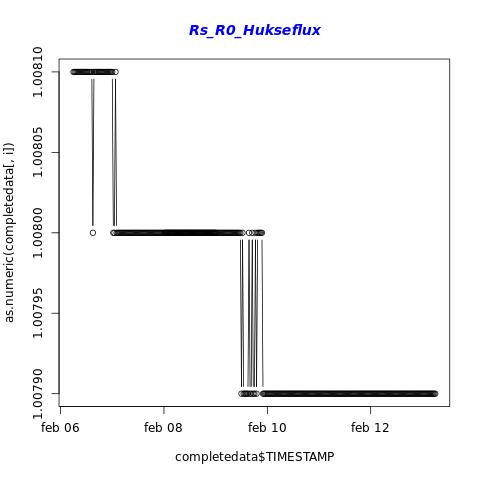 Rs_R0_Hukseflux
as.numeric(completedata[, i])
1.00810
1.00805
1.00800
1.00795
1.00790
feb 06
feb 08
feb 10
feb 12
completedata$TIMESTAMP